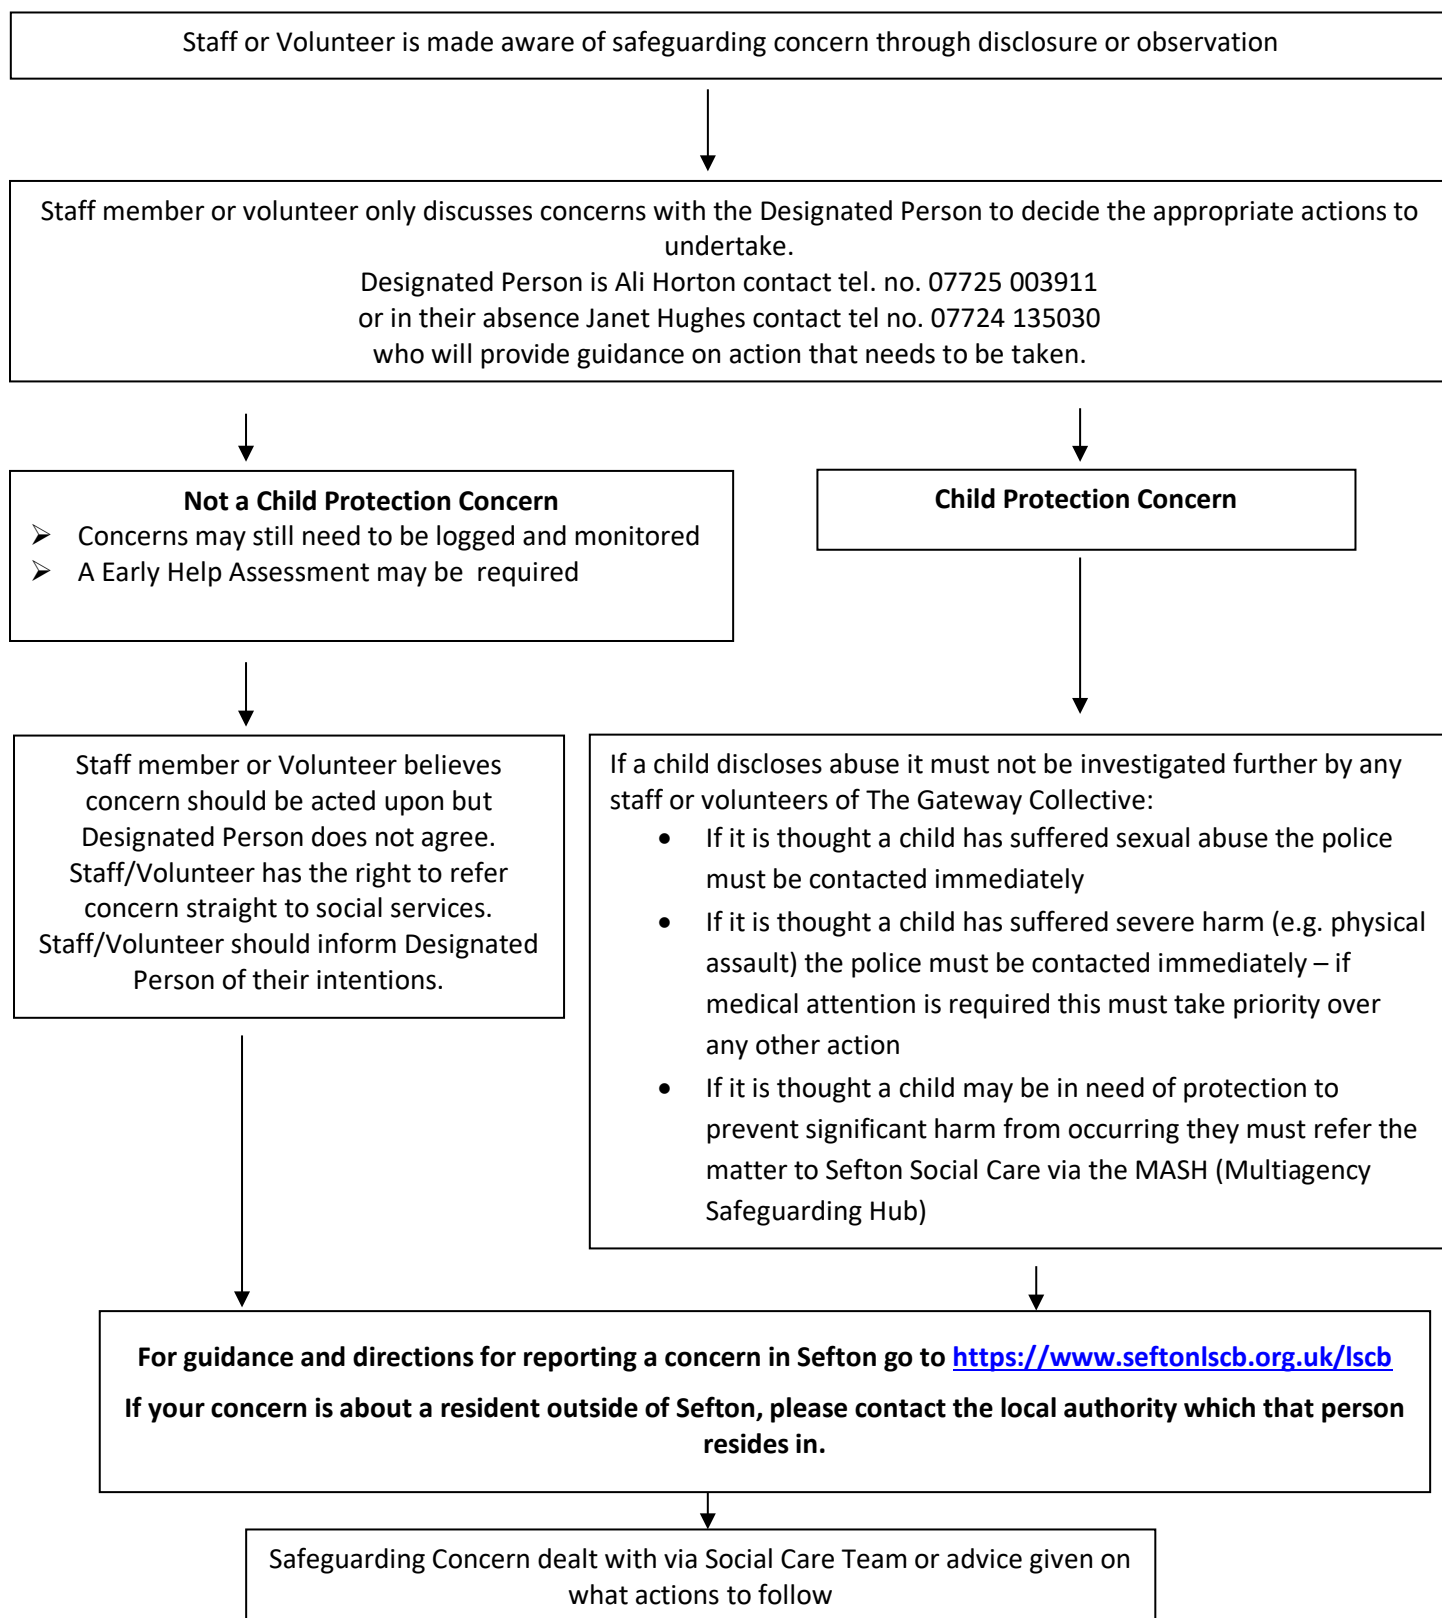 Staff or Volunteer is made aware of safeguarding concern through disclosure or observation
Staff member or volunteer only discusses concerns with the Designated Person to decide the appropriate actions to
undertake.
Designated Person is Ali Horton contact tel. no. 07725 003911
or in their absence Janet Hughes contact tel no. 07724 135030
who will provide guidance on action that needs to be taken.
Not a Child Protection Concern
➢ Concerns may still need to be logged and monitored
➢ A Early Help Assessment may be  required
Child Protection Concern
Staff member or Volunteer believes
concern should be acted upon but
Designated Person does not agree.
Staff/Volunteer has the right to refer
concern straight to social services.
Staff/Volunteer should inform Designated
Person of their intentions.
If a child discloses abuse it must not be investigated further by any
staff or volunteers of The Gateway Collective:
• If it is thought a child has suffered sexual abuse the police
must be contacted immediately
• If it is thought a child has suffered severe harm (e.g. physical
assault) the police must be contacted immediately – if
medical attention is required this must take priority over
any other action
• If it is thought a child may be in need of protection to
prevent significant harm from occurring they must refer the
matter to Sefton Social Care via the MASH (Multiagency
Safeguarding Hub)
For guidance and directions for reporting a concern in Sefton go to https://www.seftonlscb.org.uk/lscb
If your concern is about a resident outside of Sefton, please contact the local authority which that person
resides in.
Safeguarding Concern dealt with via Social Care Team or advice given on
what actions to follow